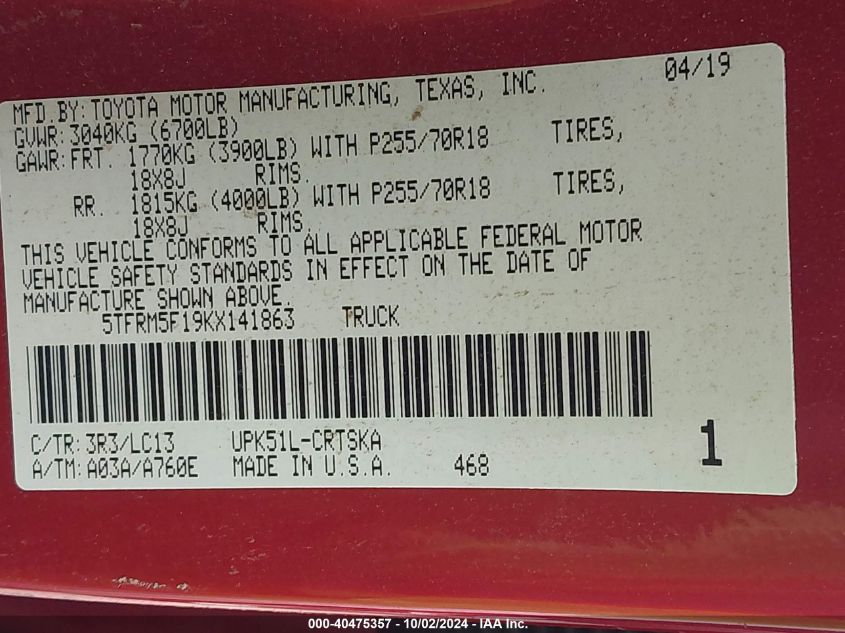 MFD.BY: TOYOTA MOTOR MANUFACTURING, TEXAS, INC. 04/19
GVWR: 3040KG (6700LB)
GAWR: FRT. 1770KG (3900LB) WITH P255/70R18 TIRES,
18X8J RIMS.
RR. 1815KG (4000LB) WITH P255/70R18 TIRES,
18X8J RIMS.
THIS VEHICLE CONFORMS TO ALL APPLICABLE FEDERAL MOTOR
VEHICLE SAFETY STANDARDS IN EFFECT ON THE DATE OF
MANUFACTURE SHOWN ABOVE.
5TFRM5F19KX141863 TRUCK
C/TR: 3R3/LC13 UPK51L-CRTSKA
A/TM: A03A/A760E MADE IN U.S.A. 468 1
000-40475357 - 10/02/2024 - IAA Inc.